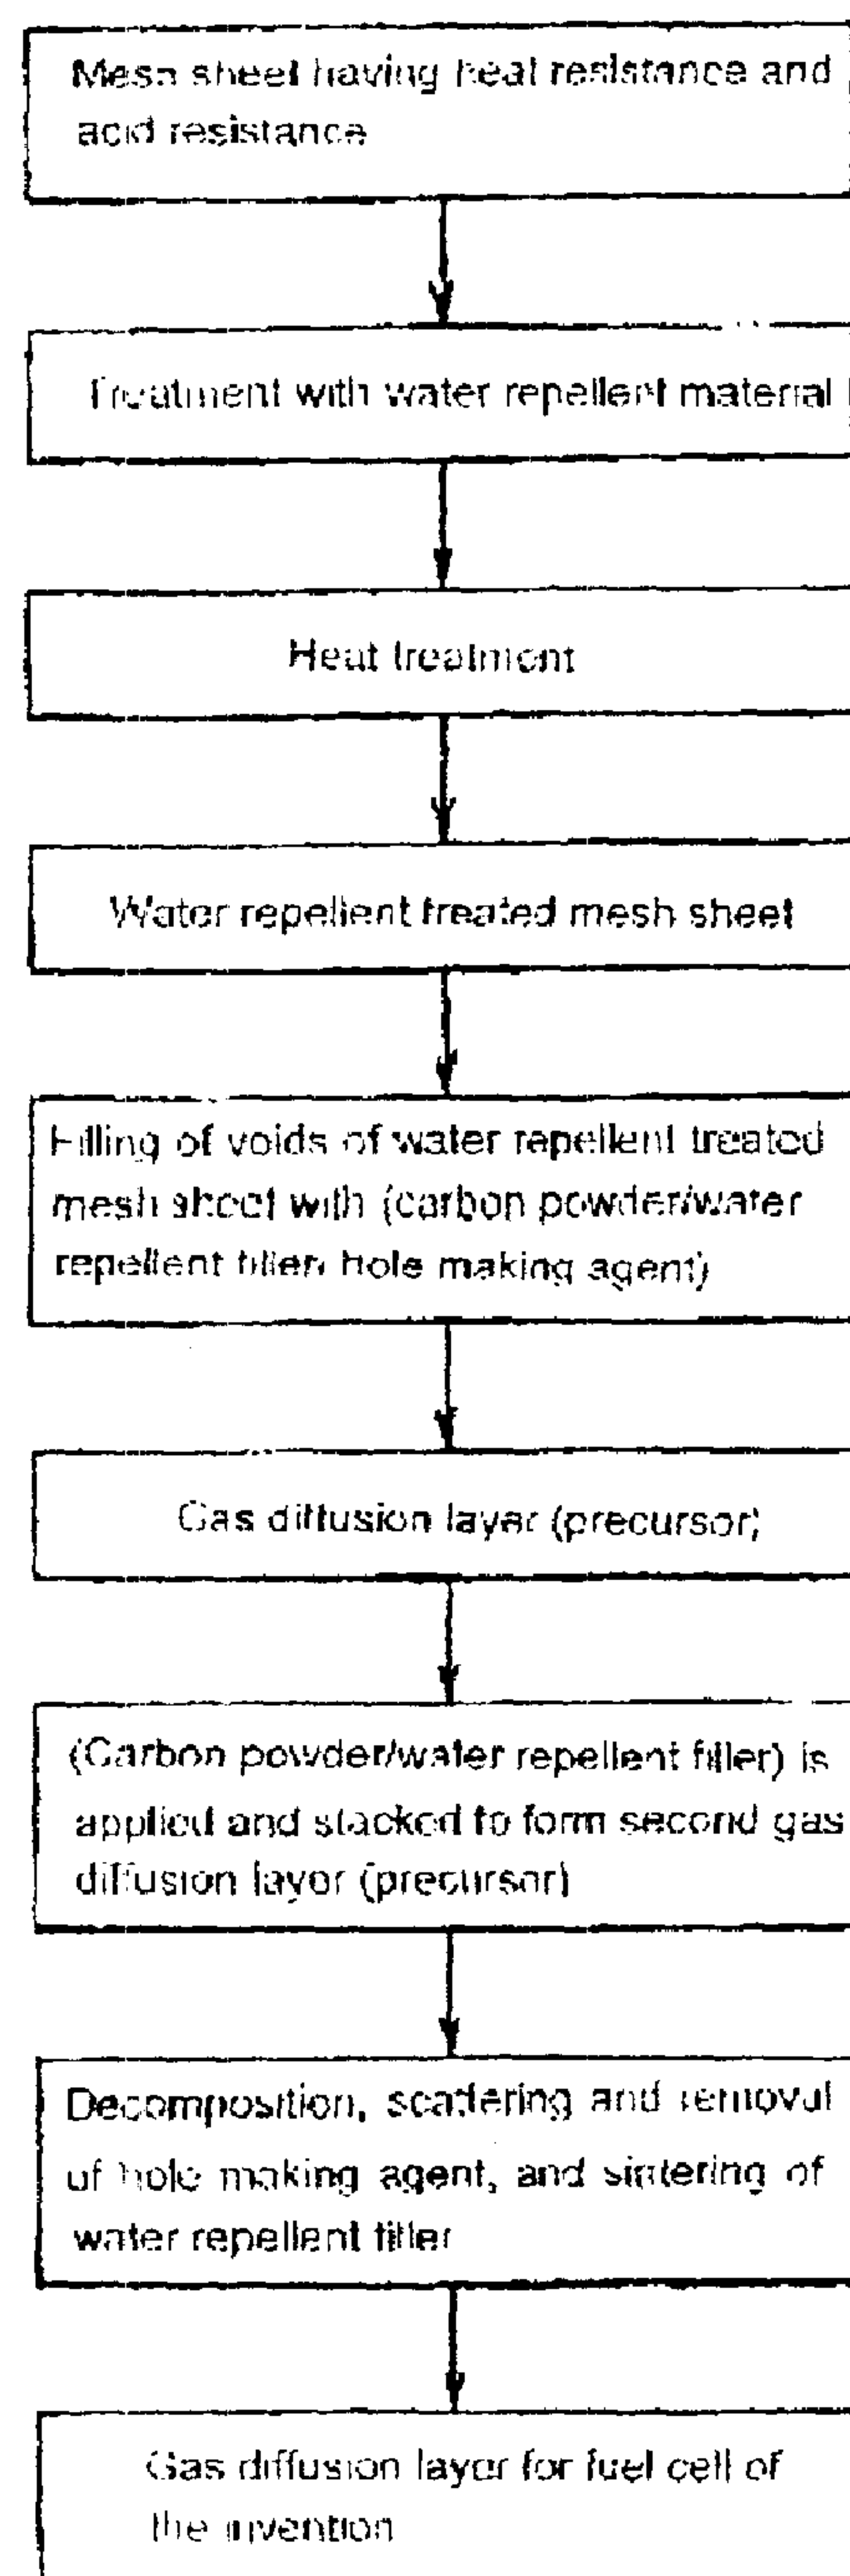 Mesh sheet having heat resistance and
acid resistance
Treatment with water repellent material
Heat treatment
Water repellent treated mesh sheet
Filling of voids of water repellent treated
mesh sheet with (carbon powder/water
repellent filler/ hole making agent)
Gas diffusion layer (precursor)
(Carbon powder/water repellent filler) is
applied and stacked to form second gas
diffusion layer (precursor)
Decomposition, scattering and removal
of hole making agent, and sintering of
water repellent filler
Gas diffusion layer for fuel cell of
the invention